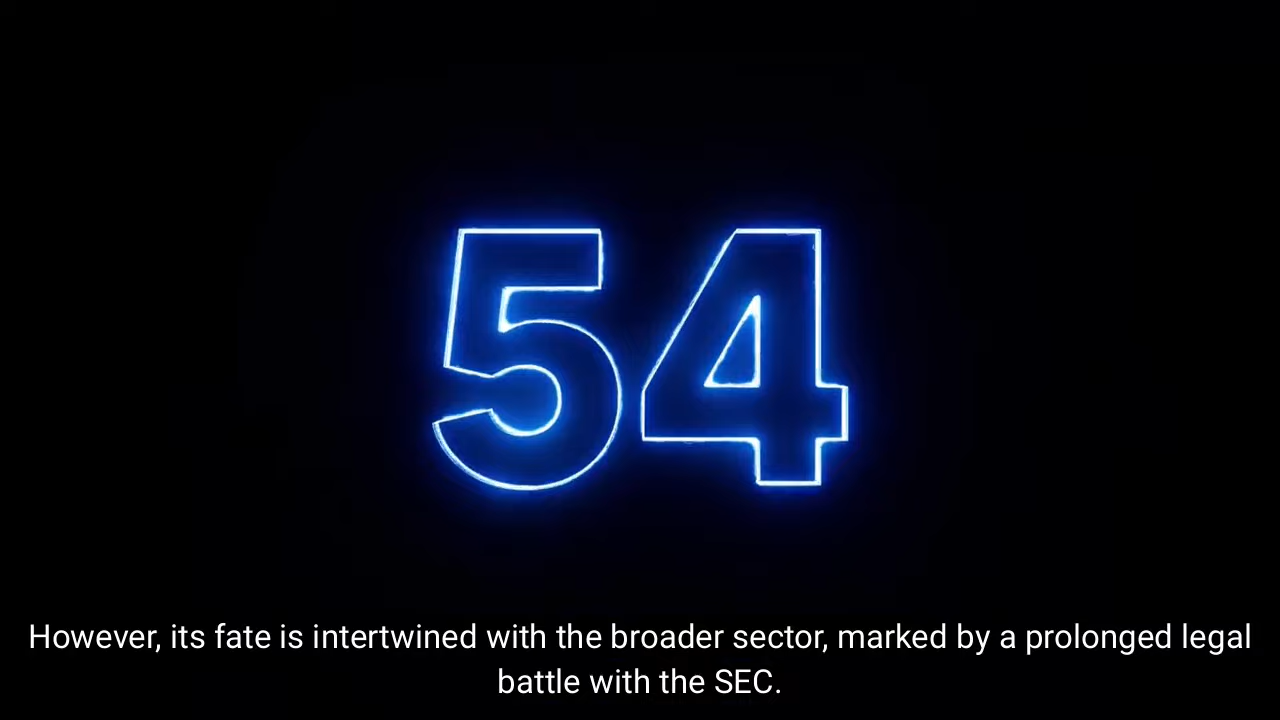 54
However, its fate is intertwined with the broader sector, marked by a prolonged legal
battle with the SEC.